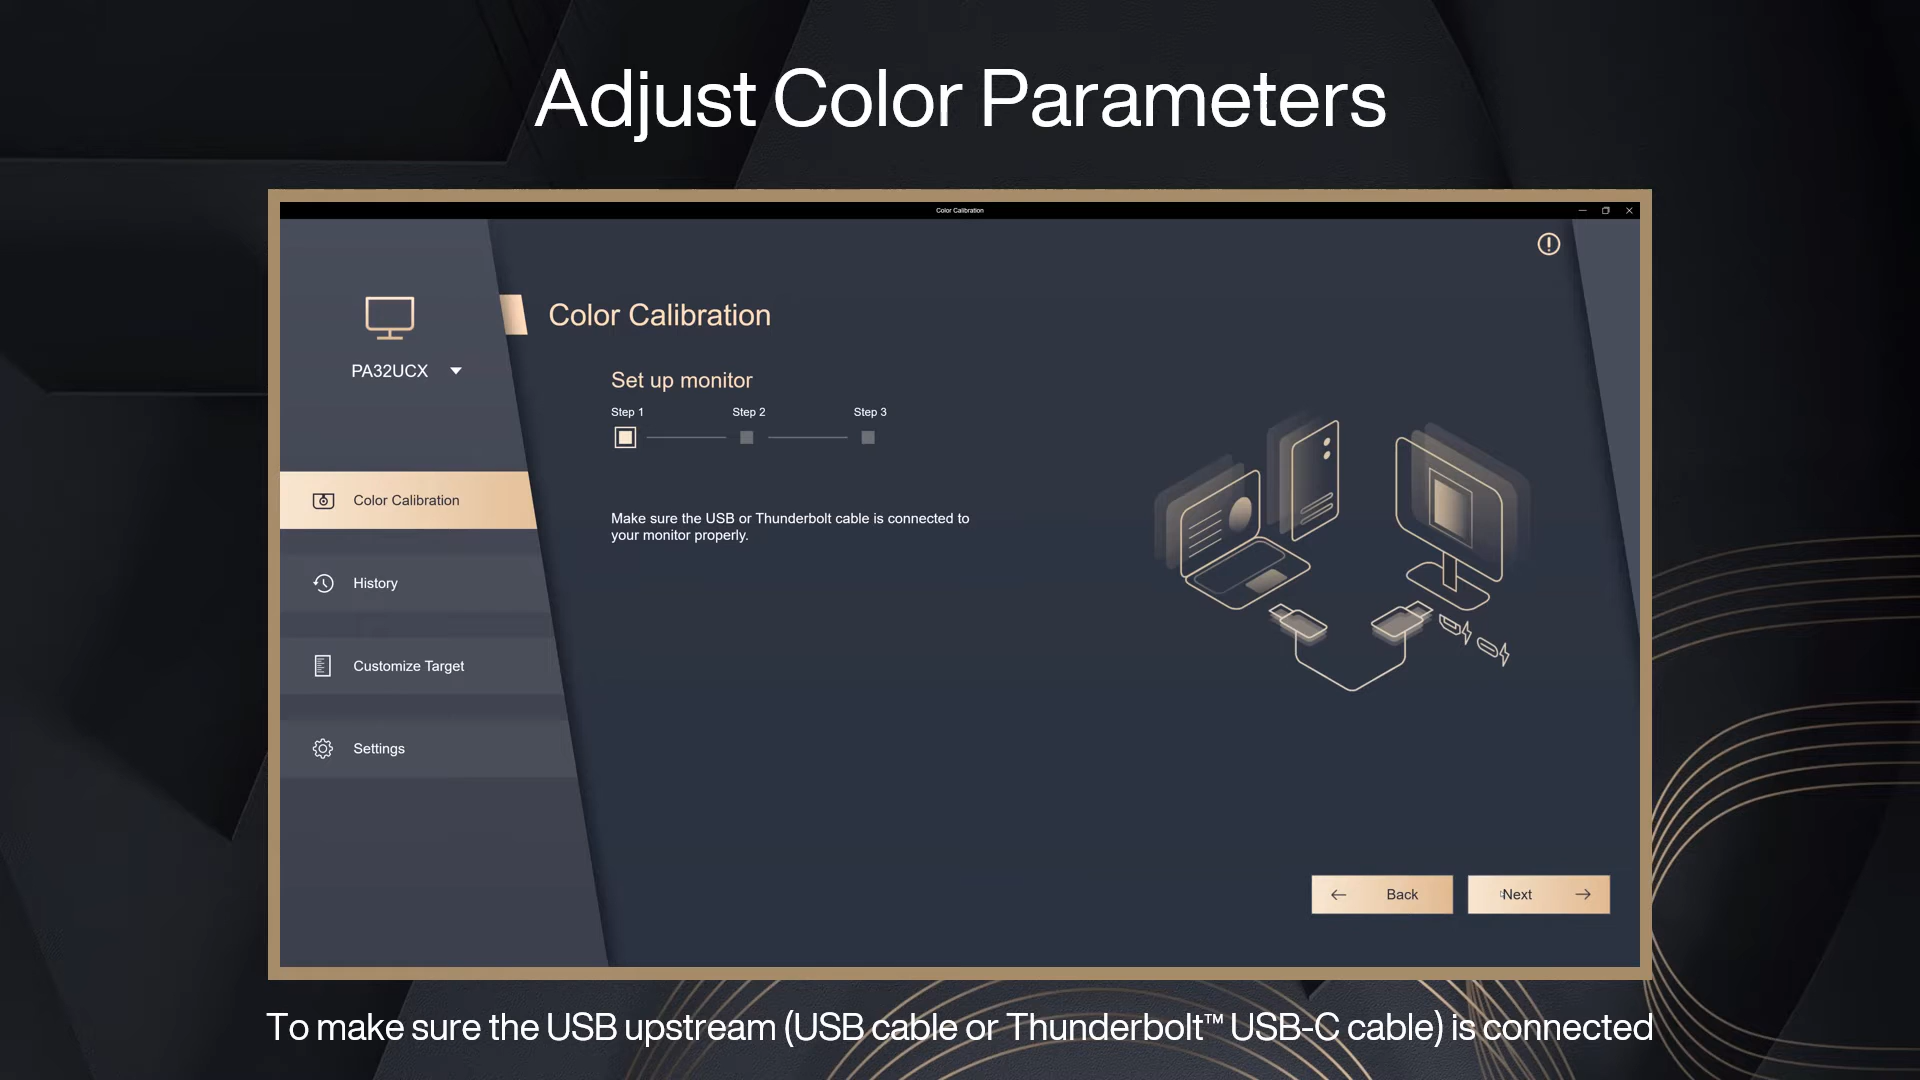 Adjust Color Parameters
Color Calibration
PA32UCX
Color Calibration
Set up monitor
Step 1
Step 2
Step 3
Color Calibration
Make sure the USB or Thunderbolt cable is connected to
your monitor properly.
History
Customize Target
Settings
Back
Next
To make sure the USB upstream (USB cable or Thunderbolt™ USB-C cable) is connected